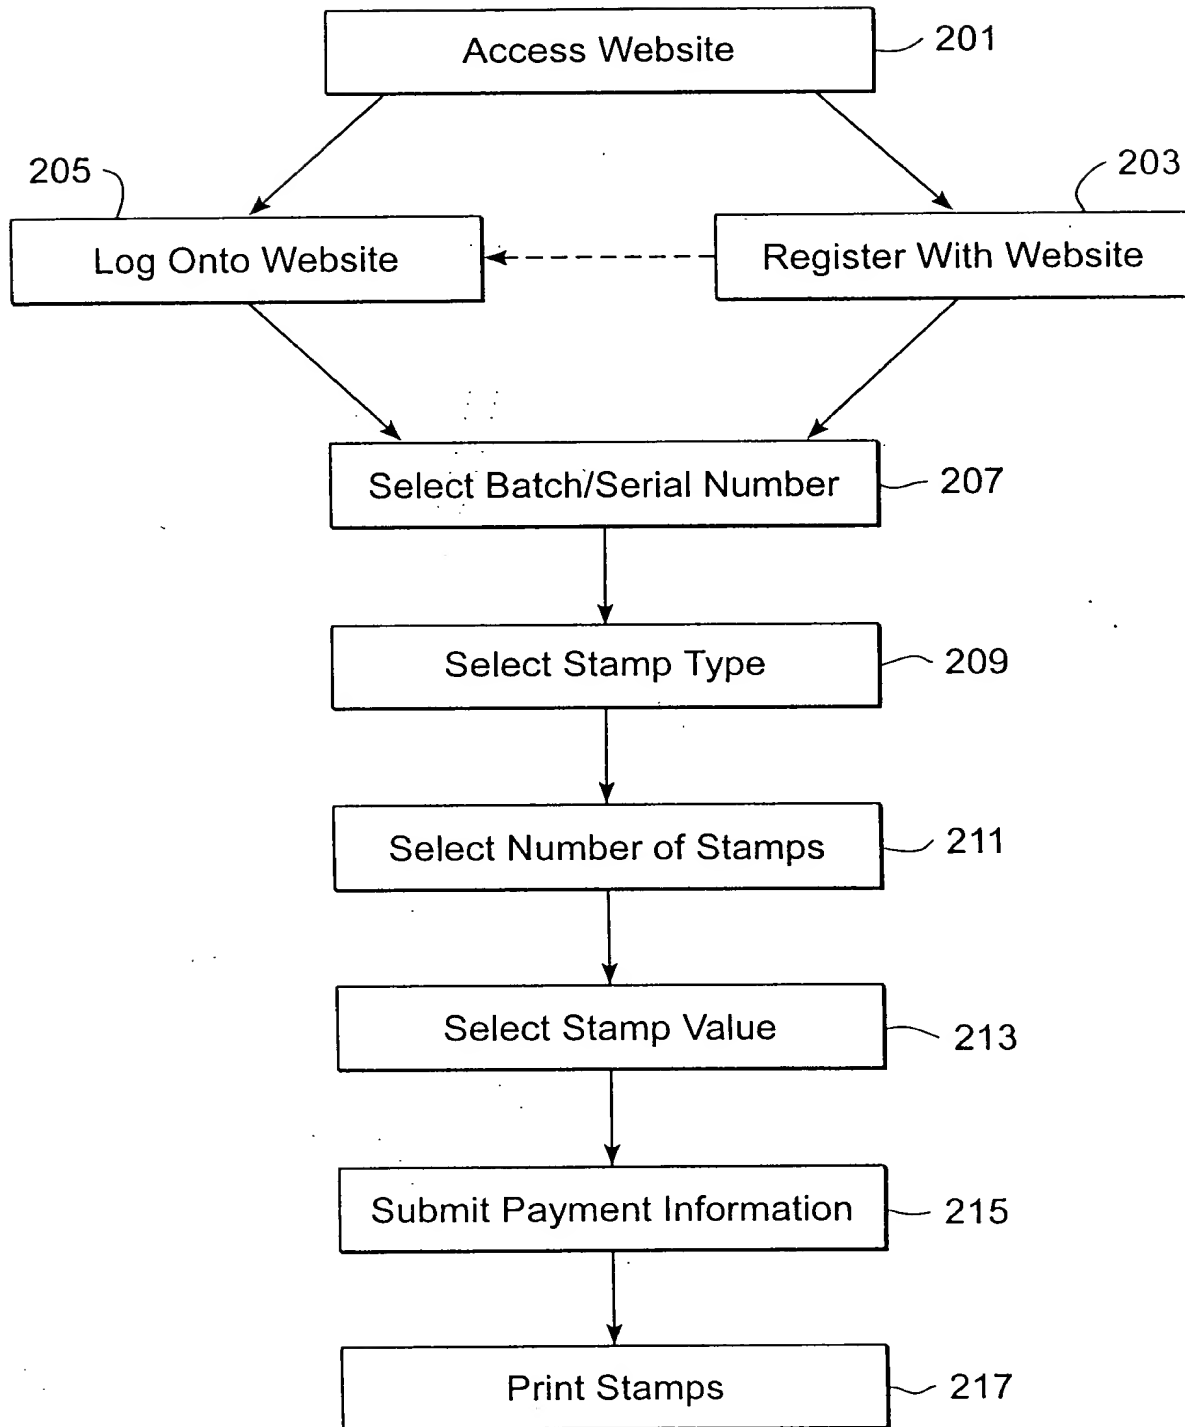 Access Website
201
205
203
Log Onto Website
Register With Website
Select Batch/Serial Number
207
Select Stamp Type
209
Select Number of Stamps
211
Select Stamp Value
213
Submit Payment Information
215
Print Stamps
217